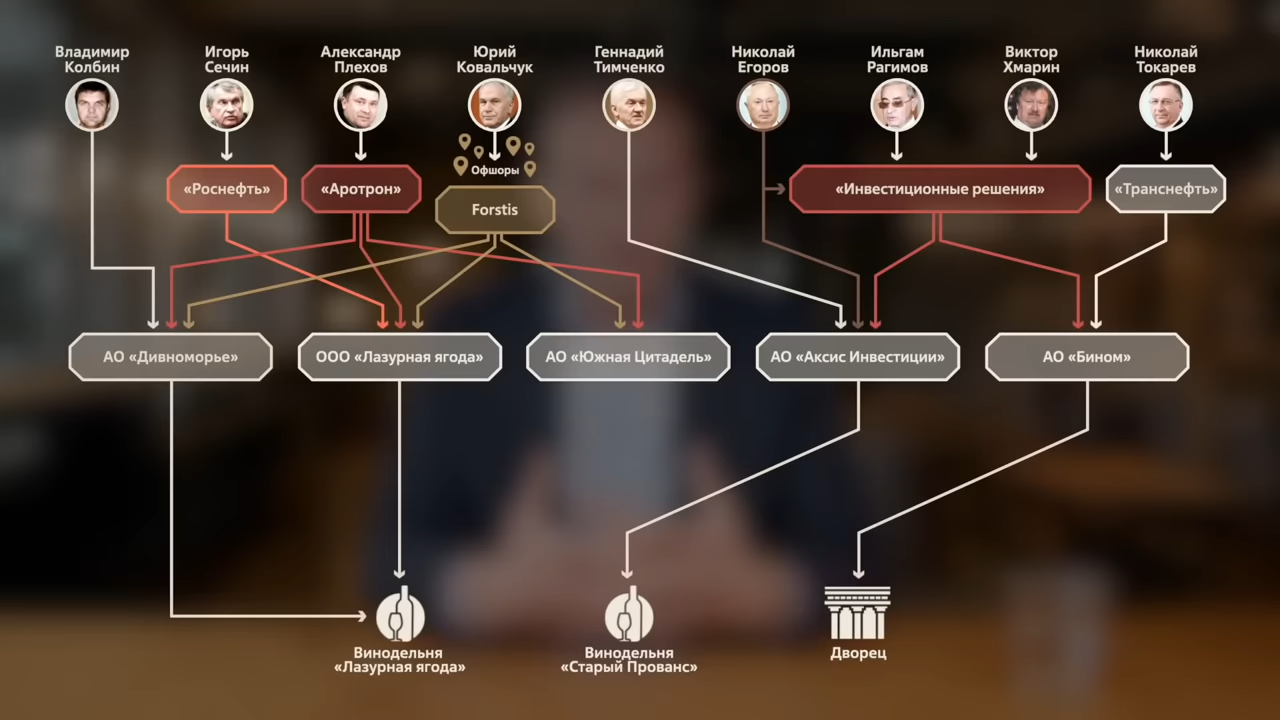 Владимир
Колбин
Игорь
Сечин
Александр
Плехов
Юрий
Ковальчук
Геннадий
Тимченко
Николай
Егоров
Ильгам
Рагимов
Виктор
Хмарин
Николай
Токарев
Офшоры
«Роснефть»
«Аротрон»
Forstis
«Инвестиционные решения»
«Транснефть»
АО «Дивноморье»
ООО «Лазурная ягода»
АО «Южная Цитадель»
АО «Аксис Инвестиции»
АО «Бином»
Винодельня
«Лазурная ягода»
Винодельня
«Старый Прованс»
Дворец